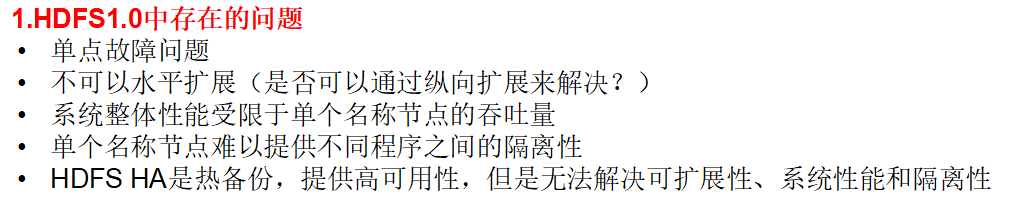 1.HDFS1.0中存在的问题
• 单点故障问题
• 不可以水平扩展（是否可以通过纵向扩展来解决？）
• 系统整体性能受限于单个名称节点的吞吐量
• 单个名称节点难以提供不同程序之间的隔离性
• HDFS HA是热备份，提供高可用性，但是无法解决可扩展性、系统性能和隔离性